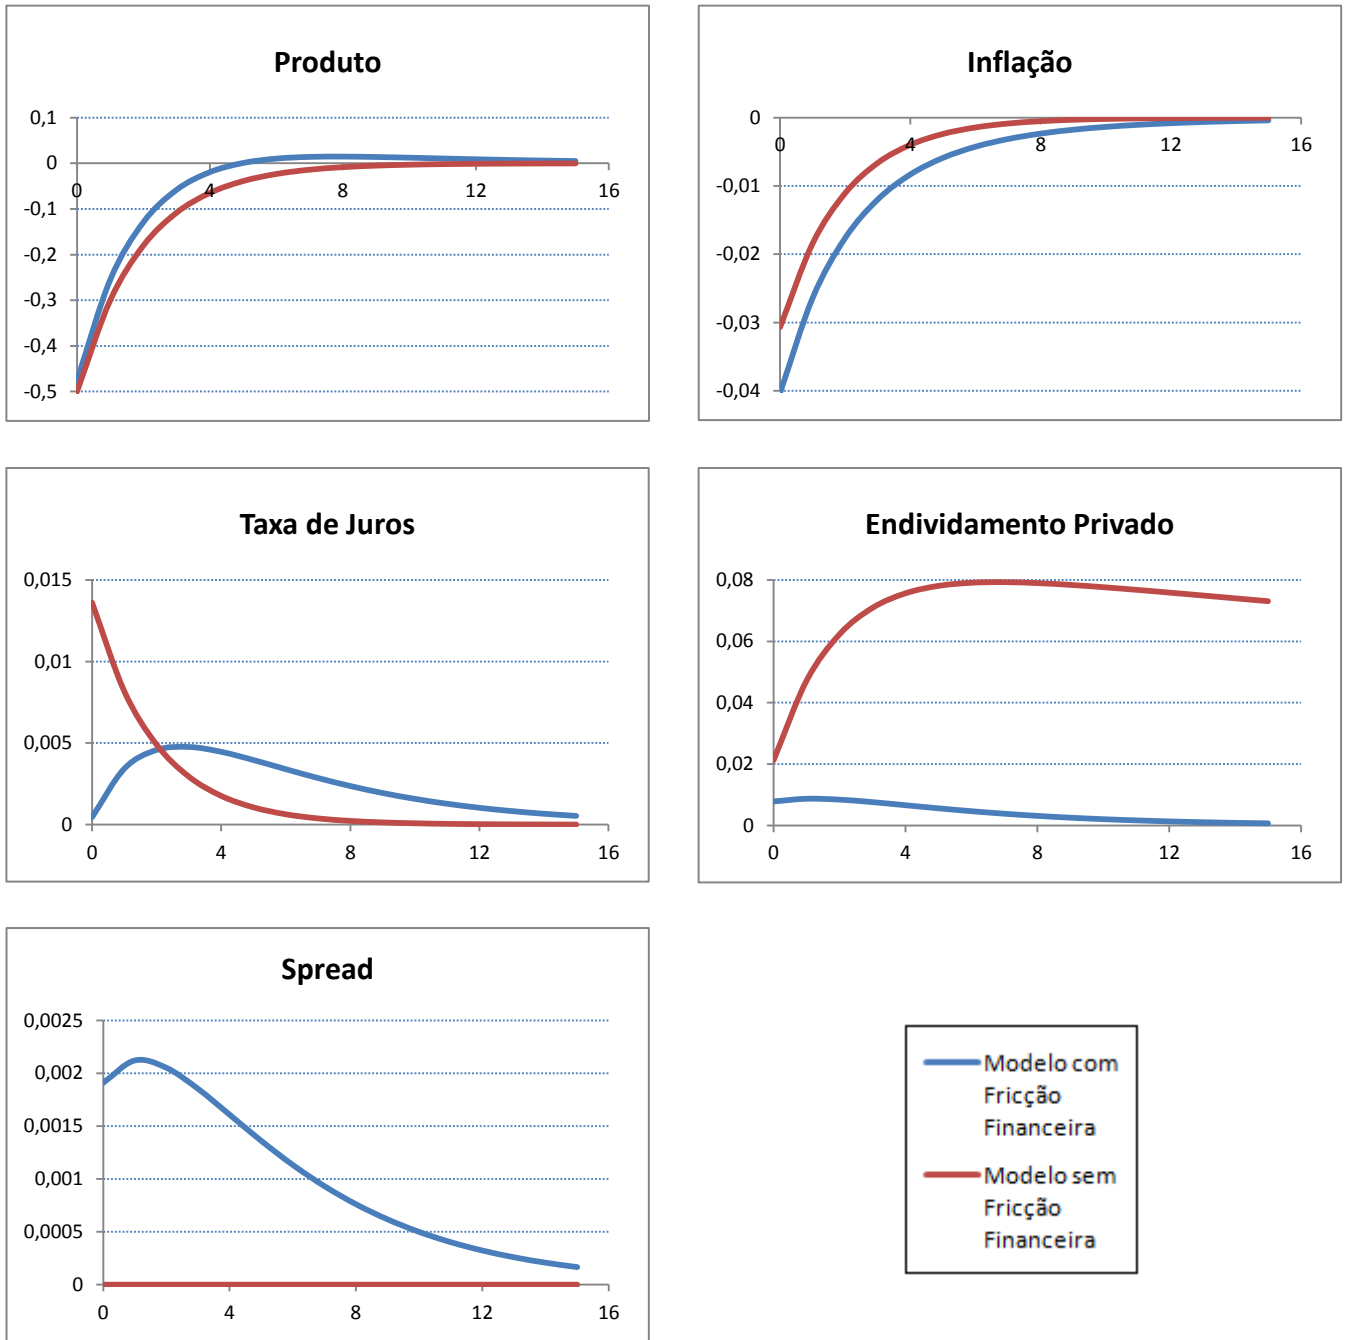 Produto
0,1
0
-0,1
-0,2
-0,3
-0,4
-0,5
0 4 8 12 16
Inflação
0
-0,01
-0,02
-0,03
-0,04
0 4 8 12 16
Taxa de Juros
0,015
0,01
0,005
0
0 4 8 12 16
Endividamento Privado
0,08
0,06
0,04
0,02
0
0 4 8 12 16
Spread
0,0025
0,002
0,0015
0,001
0,0005
0
0 4 8 12 16
Modelo com
Fricção
Financeira
Modelo sem
Fricção
Financeira